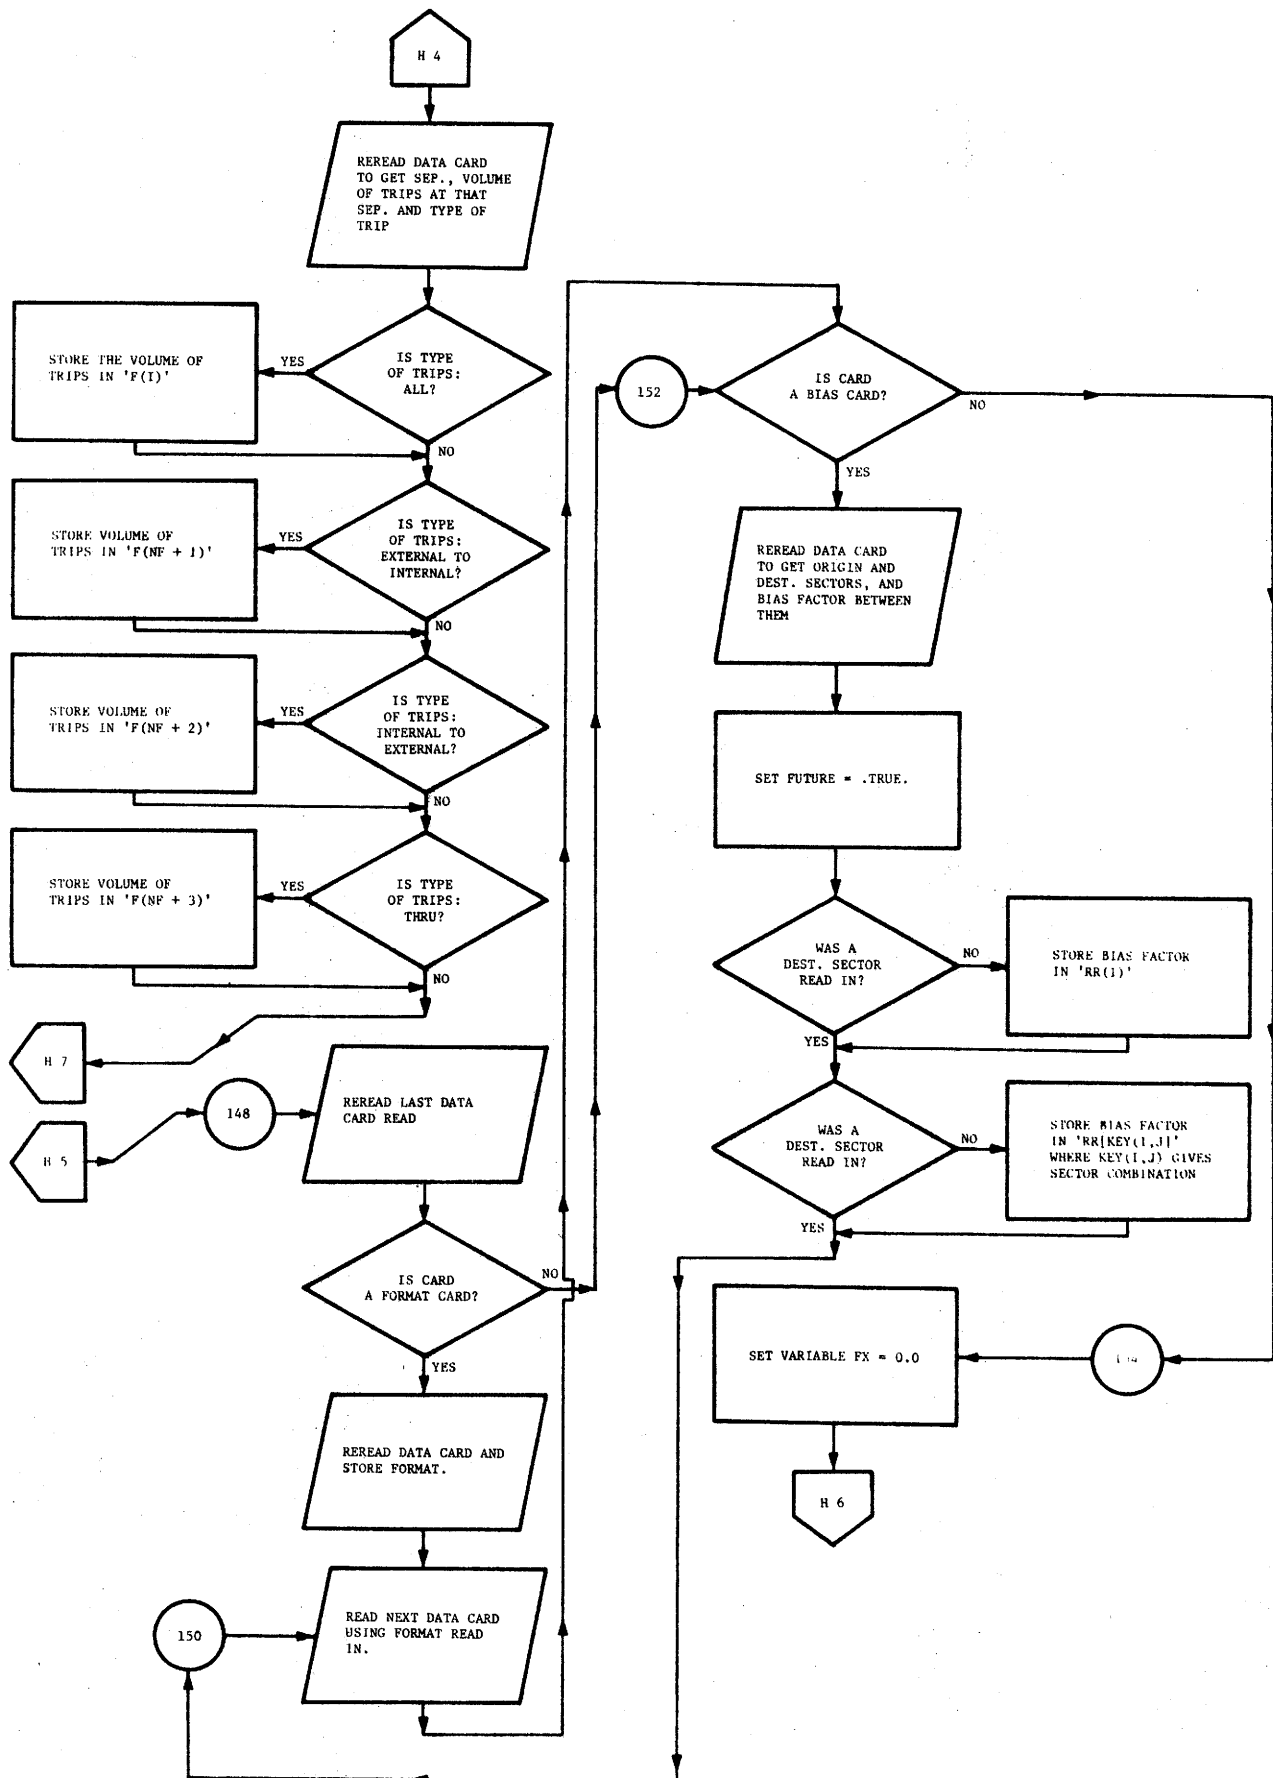 H 4
REREAD DATA CARD
TO GET SEP., VOLUME
OF TRIPS AT THAT
SEP. AND TYPE OF
TRIP
IS TYPE
OF TRIPS:
ALL?
YES
NO
STORE THE VOLUME OF
TRIPS IN 'F(I)'
IS TYPE
OF TRIPS:
EXTERNAL TO
INTERNAL?
YES
NO
STORE VOLUME OF
TRIPS IN 'F(NF + 1)'
IS TYPE
OF TRIPS:
INTERNAL TO
EXTERNAL?
YES
NO
STORE VOLUME OF
TRIPS IN 'F(NF + 2)'
IS TYPE
OF TRIPS:
THRU?
YES
NO
STORE VOLUME OF
TRIPS IN 'F(NF + 3)'
H 7
H 5
148
REREAD LAST DATA
CARD READ
IS CARD
A FORMAT CARD?
NO
YES
REREAD DATA CARD AND
STORE FORMAT.
150
READ NEXT DATA CARD
USING FORMAT READ
IN.
152
IS CARD
A BIAS CARD?
NO
YES
REREAD DATA CARD
TO GET ORIGIN AND
DEST. SECTORS, AND
BIAS FACTOR BETWEEN
THEM
SET FUTURE = .TRUE.
WAS A
DEST. SECTOR
READ IN?
NO
YES
STORE BIAS FACTOR
IN 'RR(I)'
WAS A
DEST. SECTOR
READ IN?
NO
YES
STORE BIAS FACTOR
IN 'RR[KEY(I,J]'
WHERE KEY(I,J) GIVES
SECTOR COMBINATION
SET VARIABLE FX = 0.0
H 6